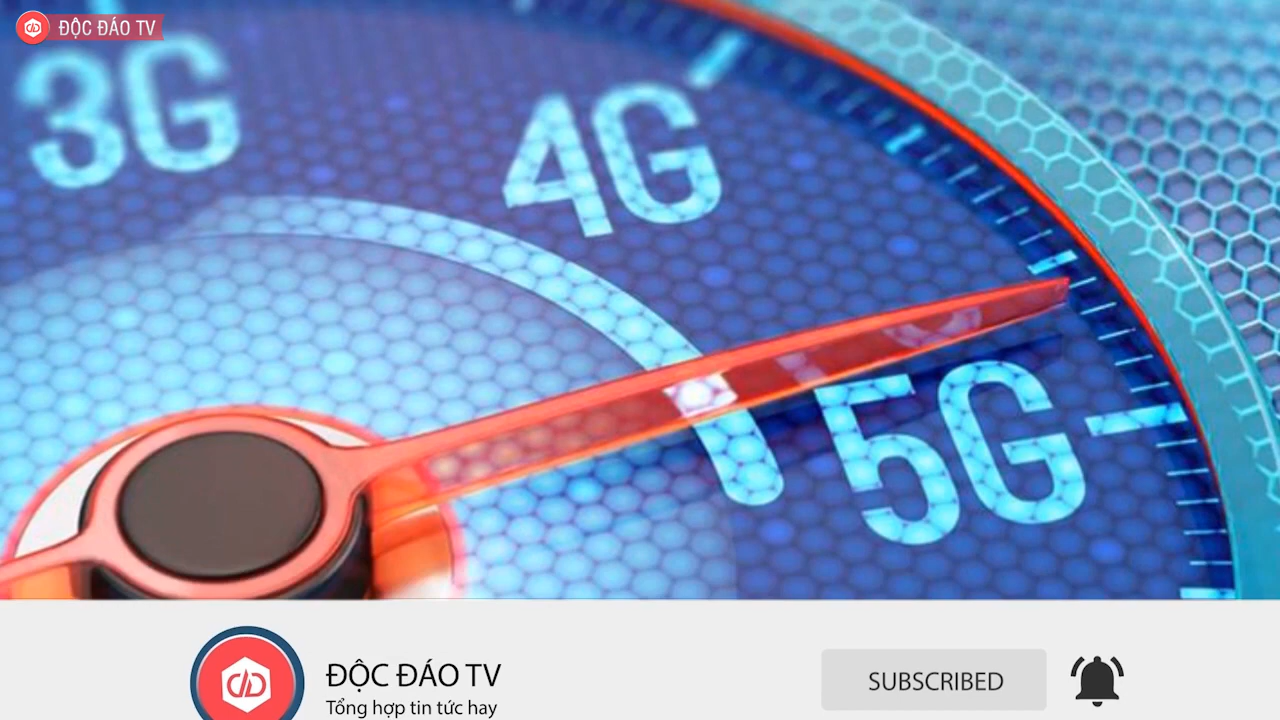 ĐỘC ĐÁO TV
3G
4G
5G
ĐỘC ĐÁO TV
Tổng hợp tin tức hay
SUBSCRIBED